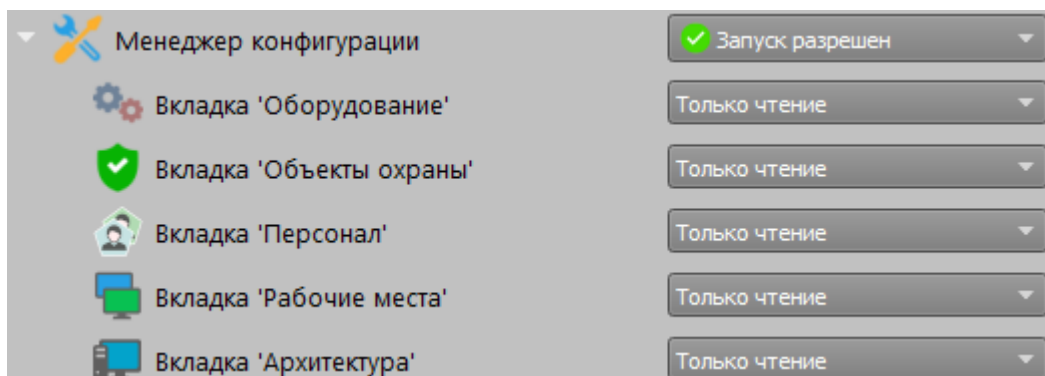 Менеджер конфигурации Запуск разрешен
Вкладка 'Оборудование' Только чтение
Вкладка 'Объекты охраны' Только чтение
Вкладка 'Персонал' Только чтение
Вкладка 'Рабочие места' Только чтение
Вкладка 'Архитектура' Только чтение